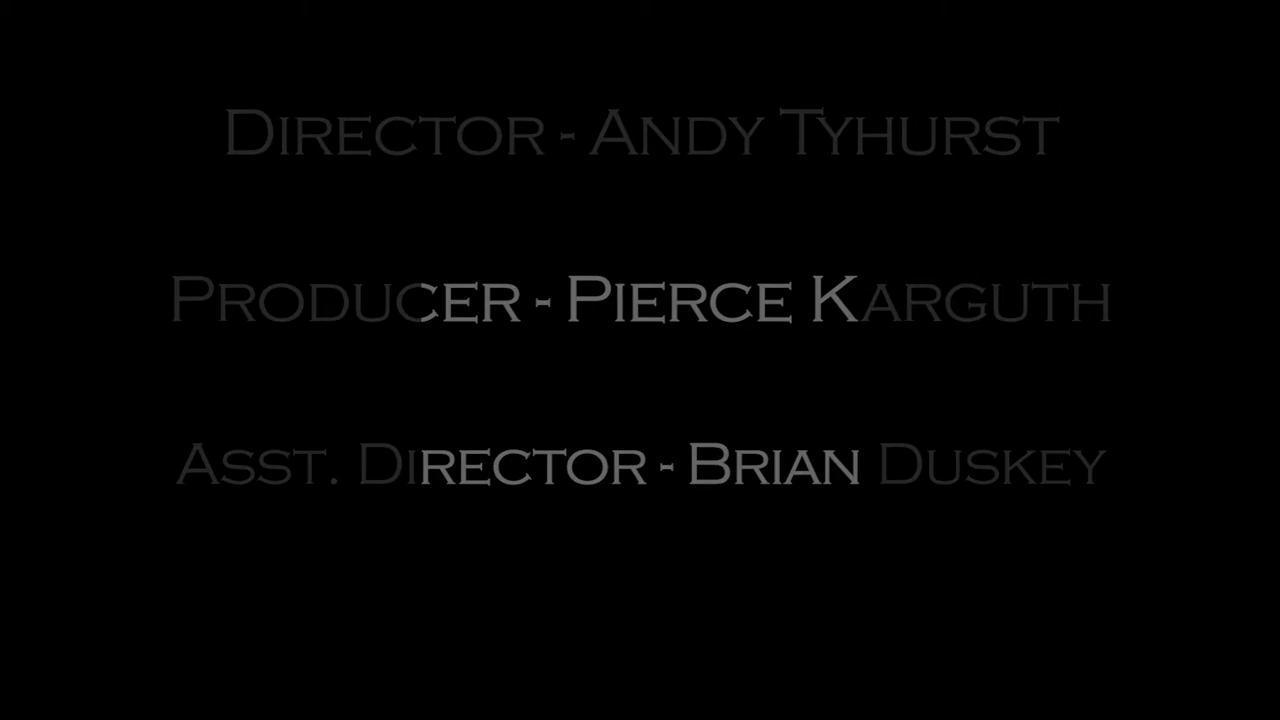 Director - Andy Tyhurst
Producer - Pierce Karguth
Asst. Director - Brian Duskey